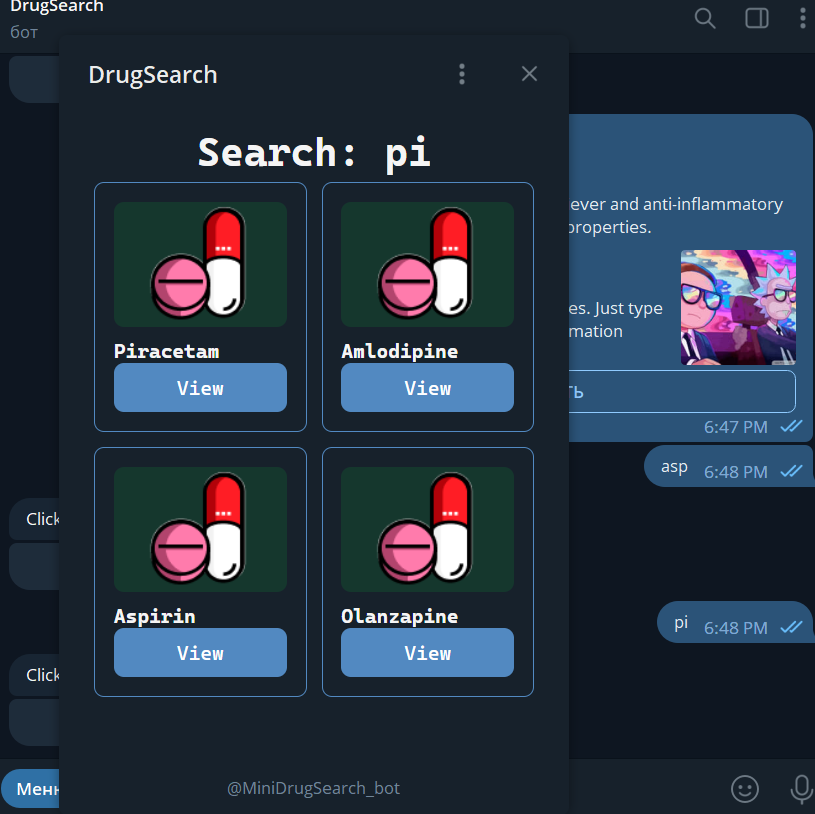 DrugSearch
бот
DrugSearch
Search: pi
Piracetam
View
Amlodipine
View
Aspirin
View
Olanzapine
View
@MiniDrugSearch_bot
ever and anti-inflammatory
properties.
es. Just type
mation
ть
6:47 PM
asp 6:48 PM
pi 6:48 PM
Click
Click
Меню